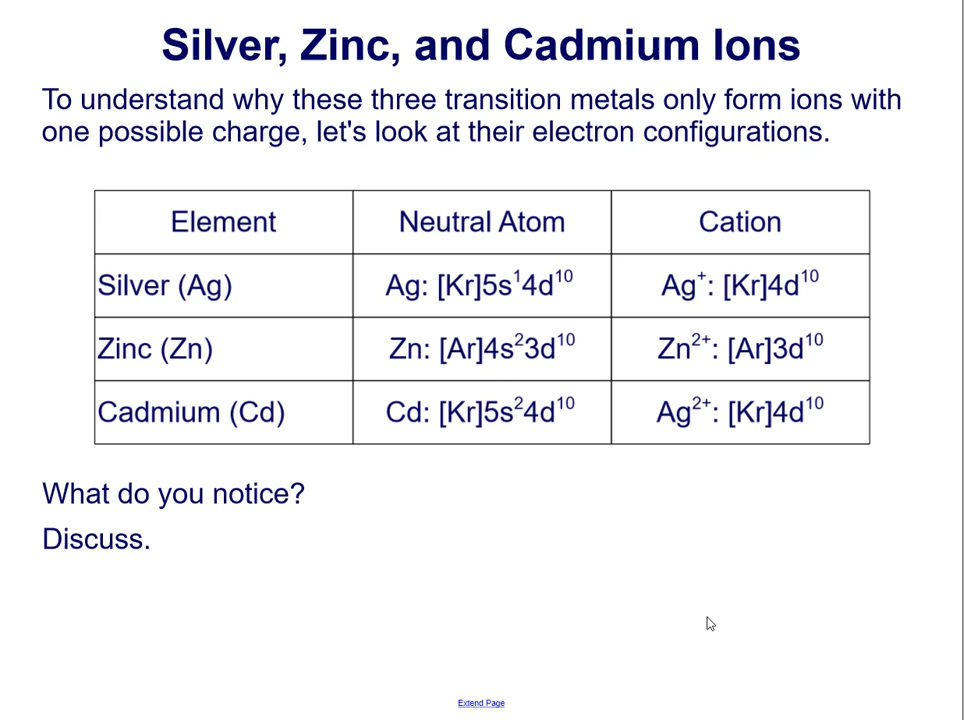 Silver, Zinc, and Cadmium Ions
To understand why these three transition metals only form ions with
one possible charge, let's look at their electron configurations.
Element Neutral Atom Cation
Silver (Ag) Ag: [Kr]5s¹4d¹⁰ Ag⁺: [Kr]4d¹⁰
Zinc (Zn) Zn: [Ar]4s²3d¹⁰ Zn²⁺: [Ar]3d¹⁰
Cadmium (Cd) Cd: [Kr]5s²4d¹⁰ Ag²⁺: [Kr]4d¹⁰
What do you notice?
Discuss.
Extend Page